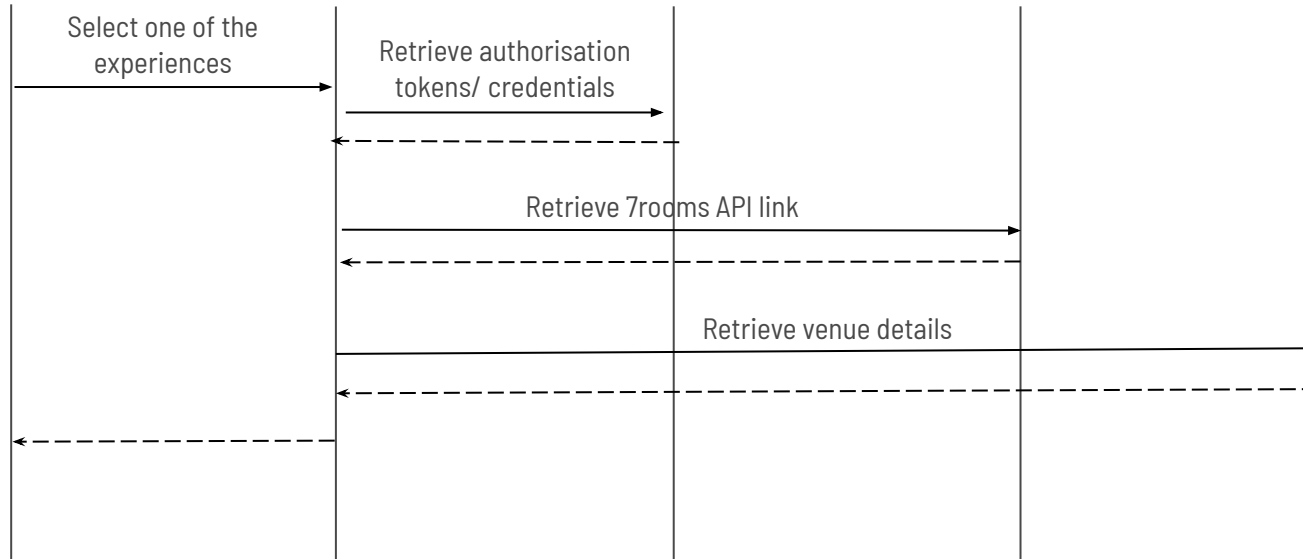 Select one of the
experiences
Retrieve authorisation
tokens/ credentials
Retrieve 7rooms API link
Retrieve venue details